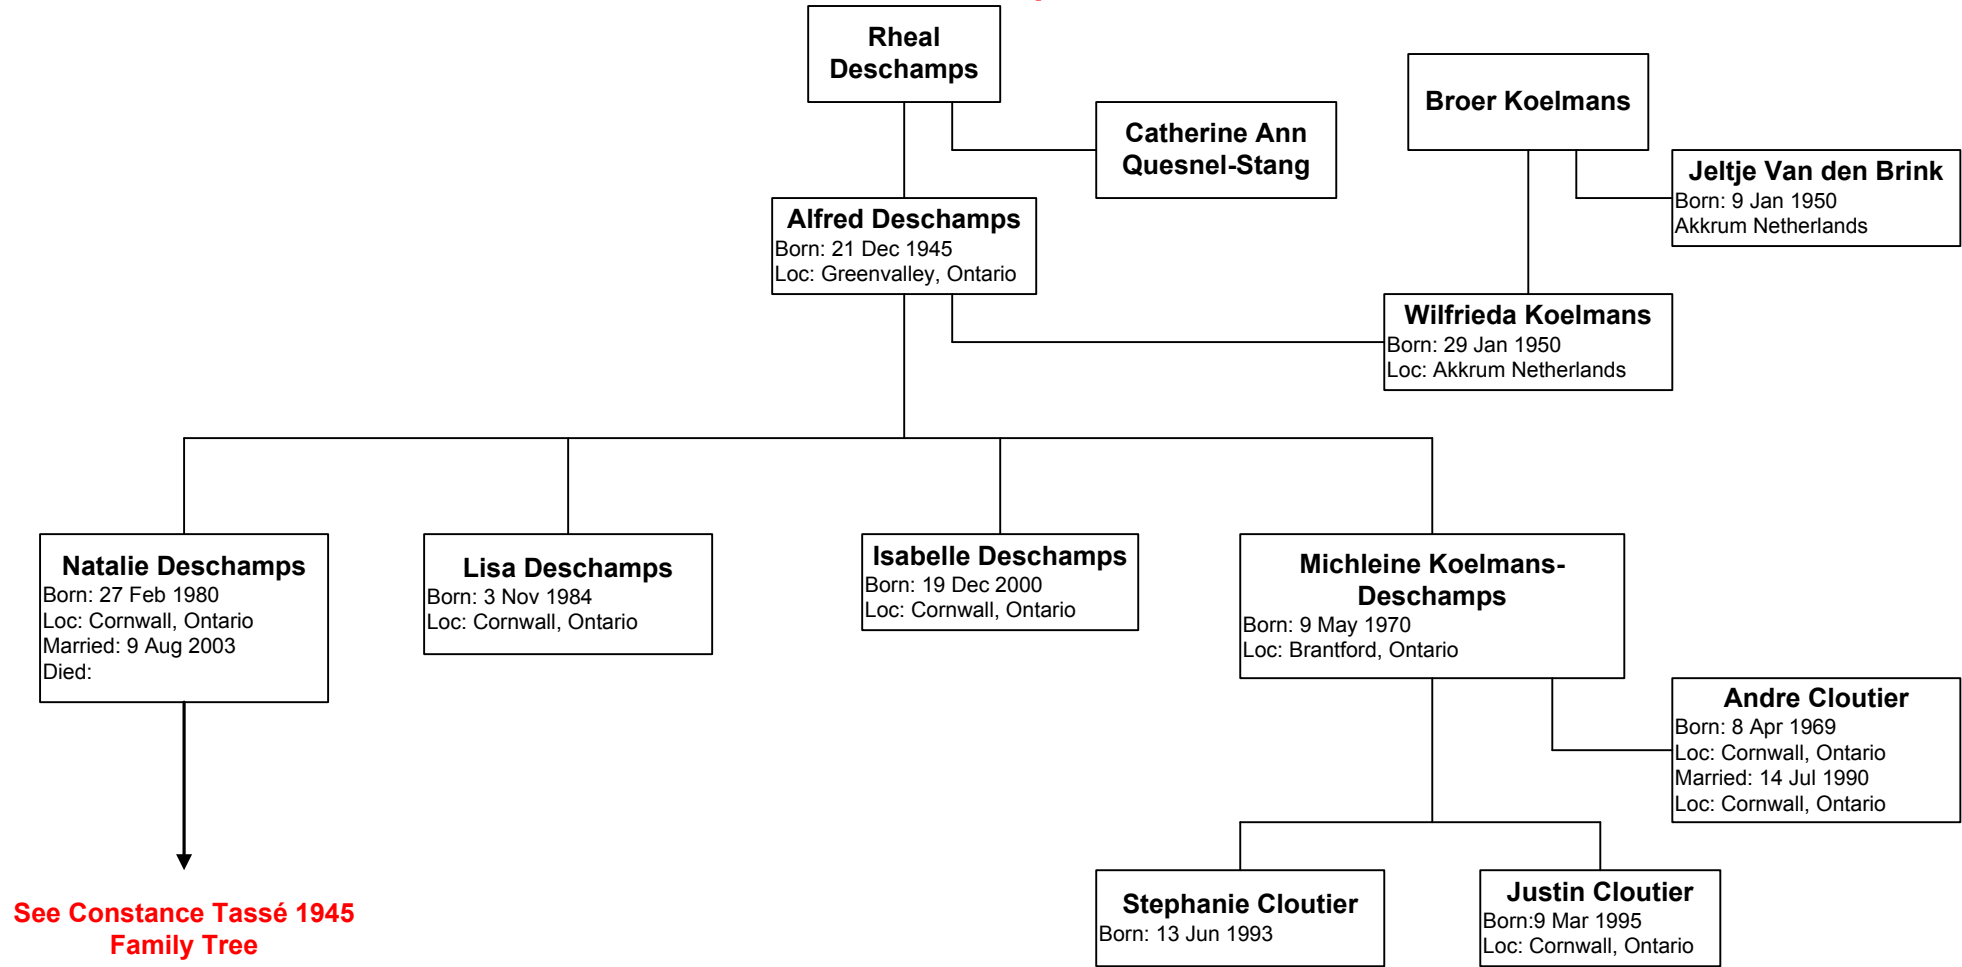 Rheal
Deschamps
Broer Koelmans
Catherine Ann
Quesnel-Stang
Jeltje Van den Brink
Born: 9 Jan 1950
Akkrum Netherlands
Alfred Deschamps
Born: 21 Dec 1945
Loc: Greenvalley, Ontario
Wilfrieda Koelmans
Born: 29 Jan 1950
Loc: Akkrum Netherlands
Natalie Deschamps
Born: 27 Feb 1980
Loc: Cornwall, Ontario
Married: 9 Aug 2003
Died:
Lisa Deschamps
Born: 3 Nov 1984
Loc: Cornwall, Ontario
Isabelle Deschamps
Born: 19 Dec 2000
Loc: Cornwall, Ontario
Michleine Koelmans-
Deschamps
Born: 9 May 1970
Loc: Brantford, Ontario
Andre Cloutier
Born: 8 Apr 1969
Loc: Cornwall, Ontario
Married: 14 Jul 1990
Loc: Cornwall, Ontario
Stephanie Cloutier
Born: 13 Jun 1993
Justin Cloutier
Born:9 Mar 1995
Loc: Cornwall, Ontario
See Constance Tassé 1945
Family Tree